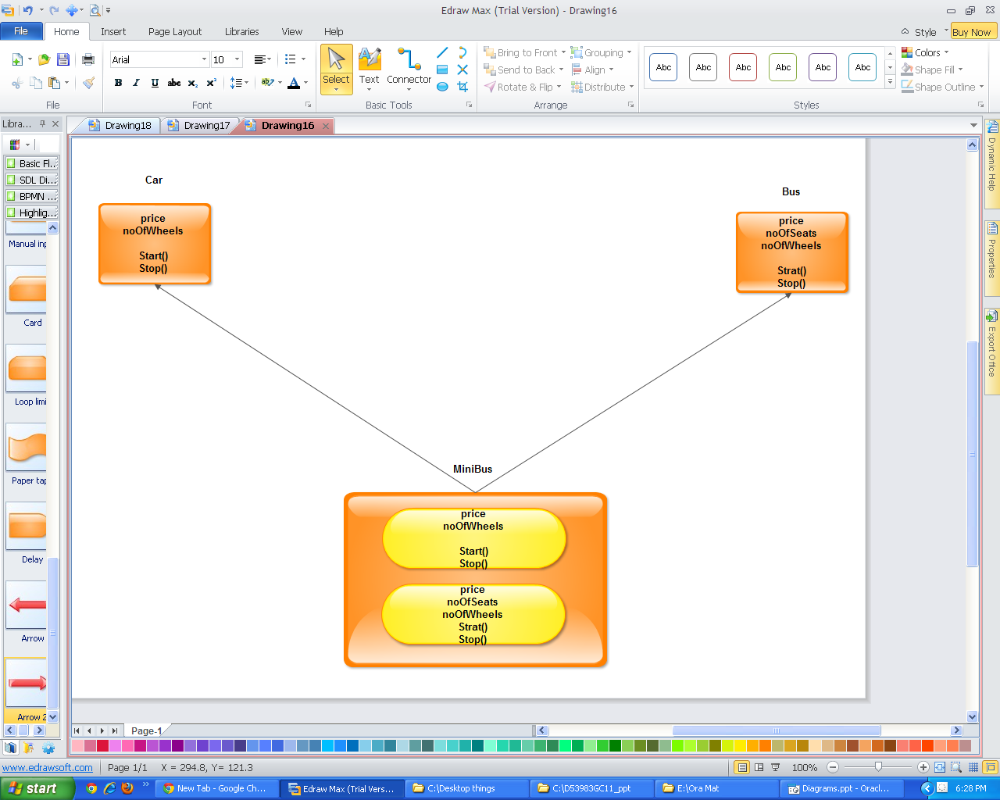 Edraw Max (Trial Version) - Drawing16
File
Home
Insert
Page Layout
Libraries
View
Help
Style
Buy Now
Arial
10
B I U abc x₂ x²
ab A
Select
Text
Connector
Bring to Front
Send to Back
Rotate & Flip
Grouping
Align
Distribute
Abc Abc Abc Abc Abc Abc
Colors
Shape Fill
Shape Outline
File
Font
Basic Tools
Arrange
Styles
Libra...
Drawing18
Drawing17
Drawing16
Basic Fl...
SDL Di...
BPMN ...
Highlig...
Manual inp
Card
Loop limi
Paper tap
Delay
Arrow
Arrow 2
Car
price
noOfWheels
Start()
Stop()
Bus
price
noOfSeats
noOfWheels
Strat()
Stop()
MiniBus
price
noOfWheels
Start()
Stop()
price
noOfSeats
noOfWheels
Strat()
Stop()
Dynamic Help
Properties
Export Office
Page-1
www.edrawsoft.com
Page 1/1
X = 294.8, Y= 121.3
100%
start
New Tab - Google Ch...
Edraw Max (Trial Vers...
C:\Desktop things
C:\D53983GC11_ppt
E:\Ora Mat
Diagrams.ppt - Oracl...
6:28 PM